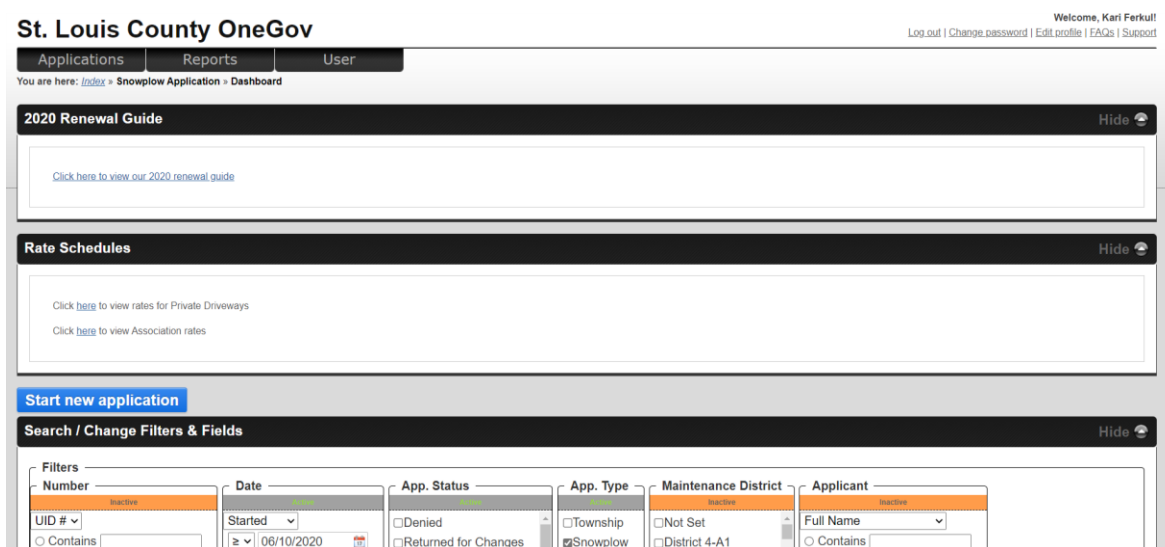 St. Louis County OneGov
Welcome, Kari Ferkul!
Log out | Change password | Edit profile | FAQs | Support
Applications Reports User
You are here: Index » Snowplow Application » Dashboard
2020 Renewal Guide Hide
Click here to view our 2020 renewal guide
Rate Schedules Hide
Click here to view rates for Private Driveways
Click here to view Association rates
Start new application
Search / Change Filters & Fields Hide
Filters
Number Date App. Status App. Type Maintenance District Applicant
Inactive Active Active Active Inactive Inactive
UID # Started Denied Township Not Set Full Name
Contains ≥ 06/10/2020 Returned for Changes Snowplow District 4-A1 Contains